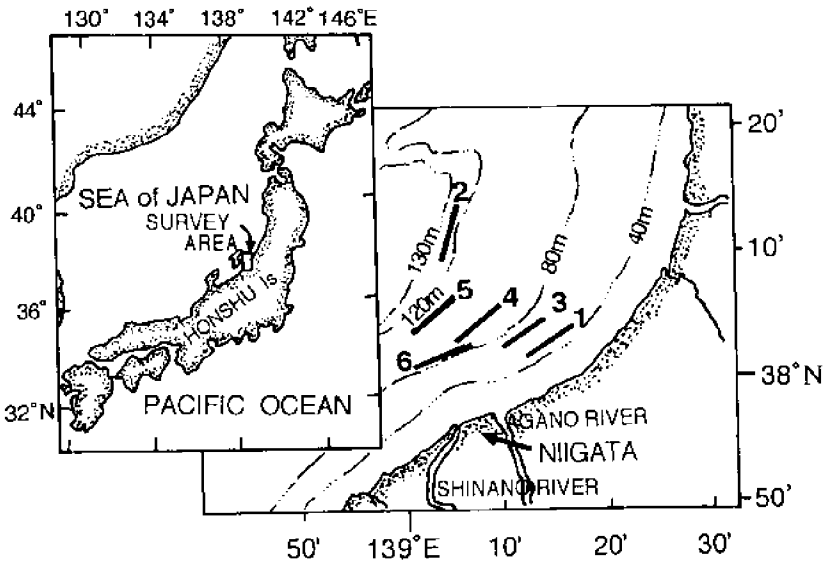 130° 134° 138° 142° 146°E
44°
40°
36°
32°N
SEA of JAPAN
SURVEY
AREA
HONSHU Is
PACIFIC OCEAN
20'
10'
38°N
50'
2
130m
80m
40m
120m
5
4
3
1
6
AGANO RIVER
NIIGATA
SHINANO RIVER
50' 139°E 10' 20' 30'